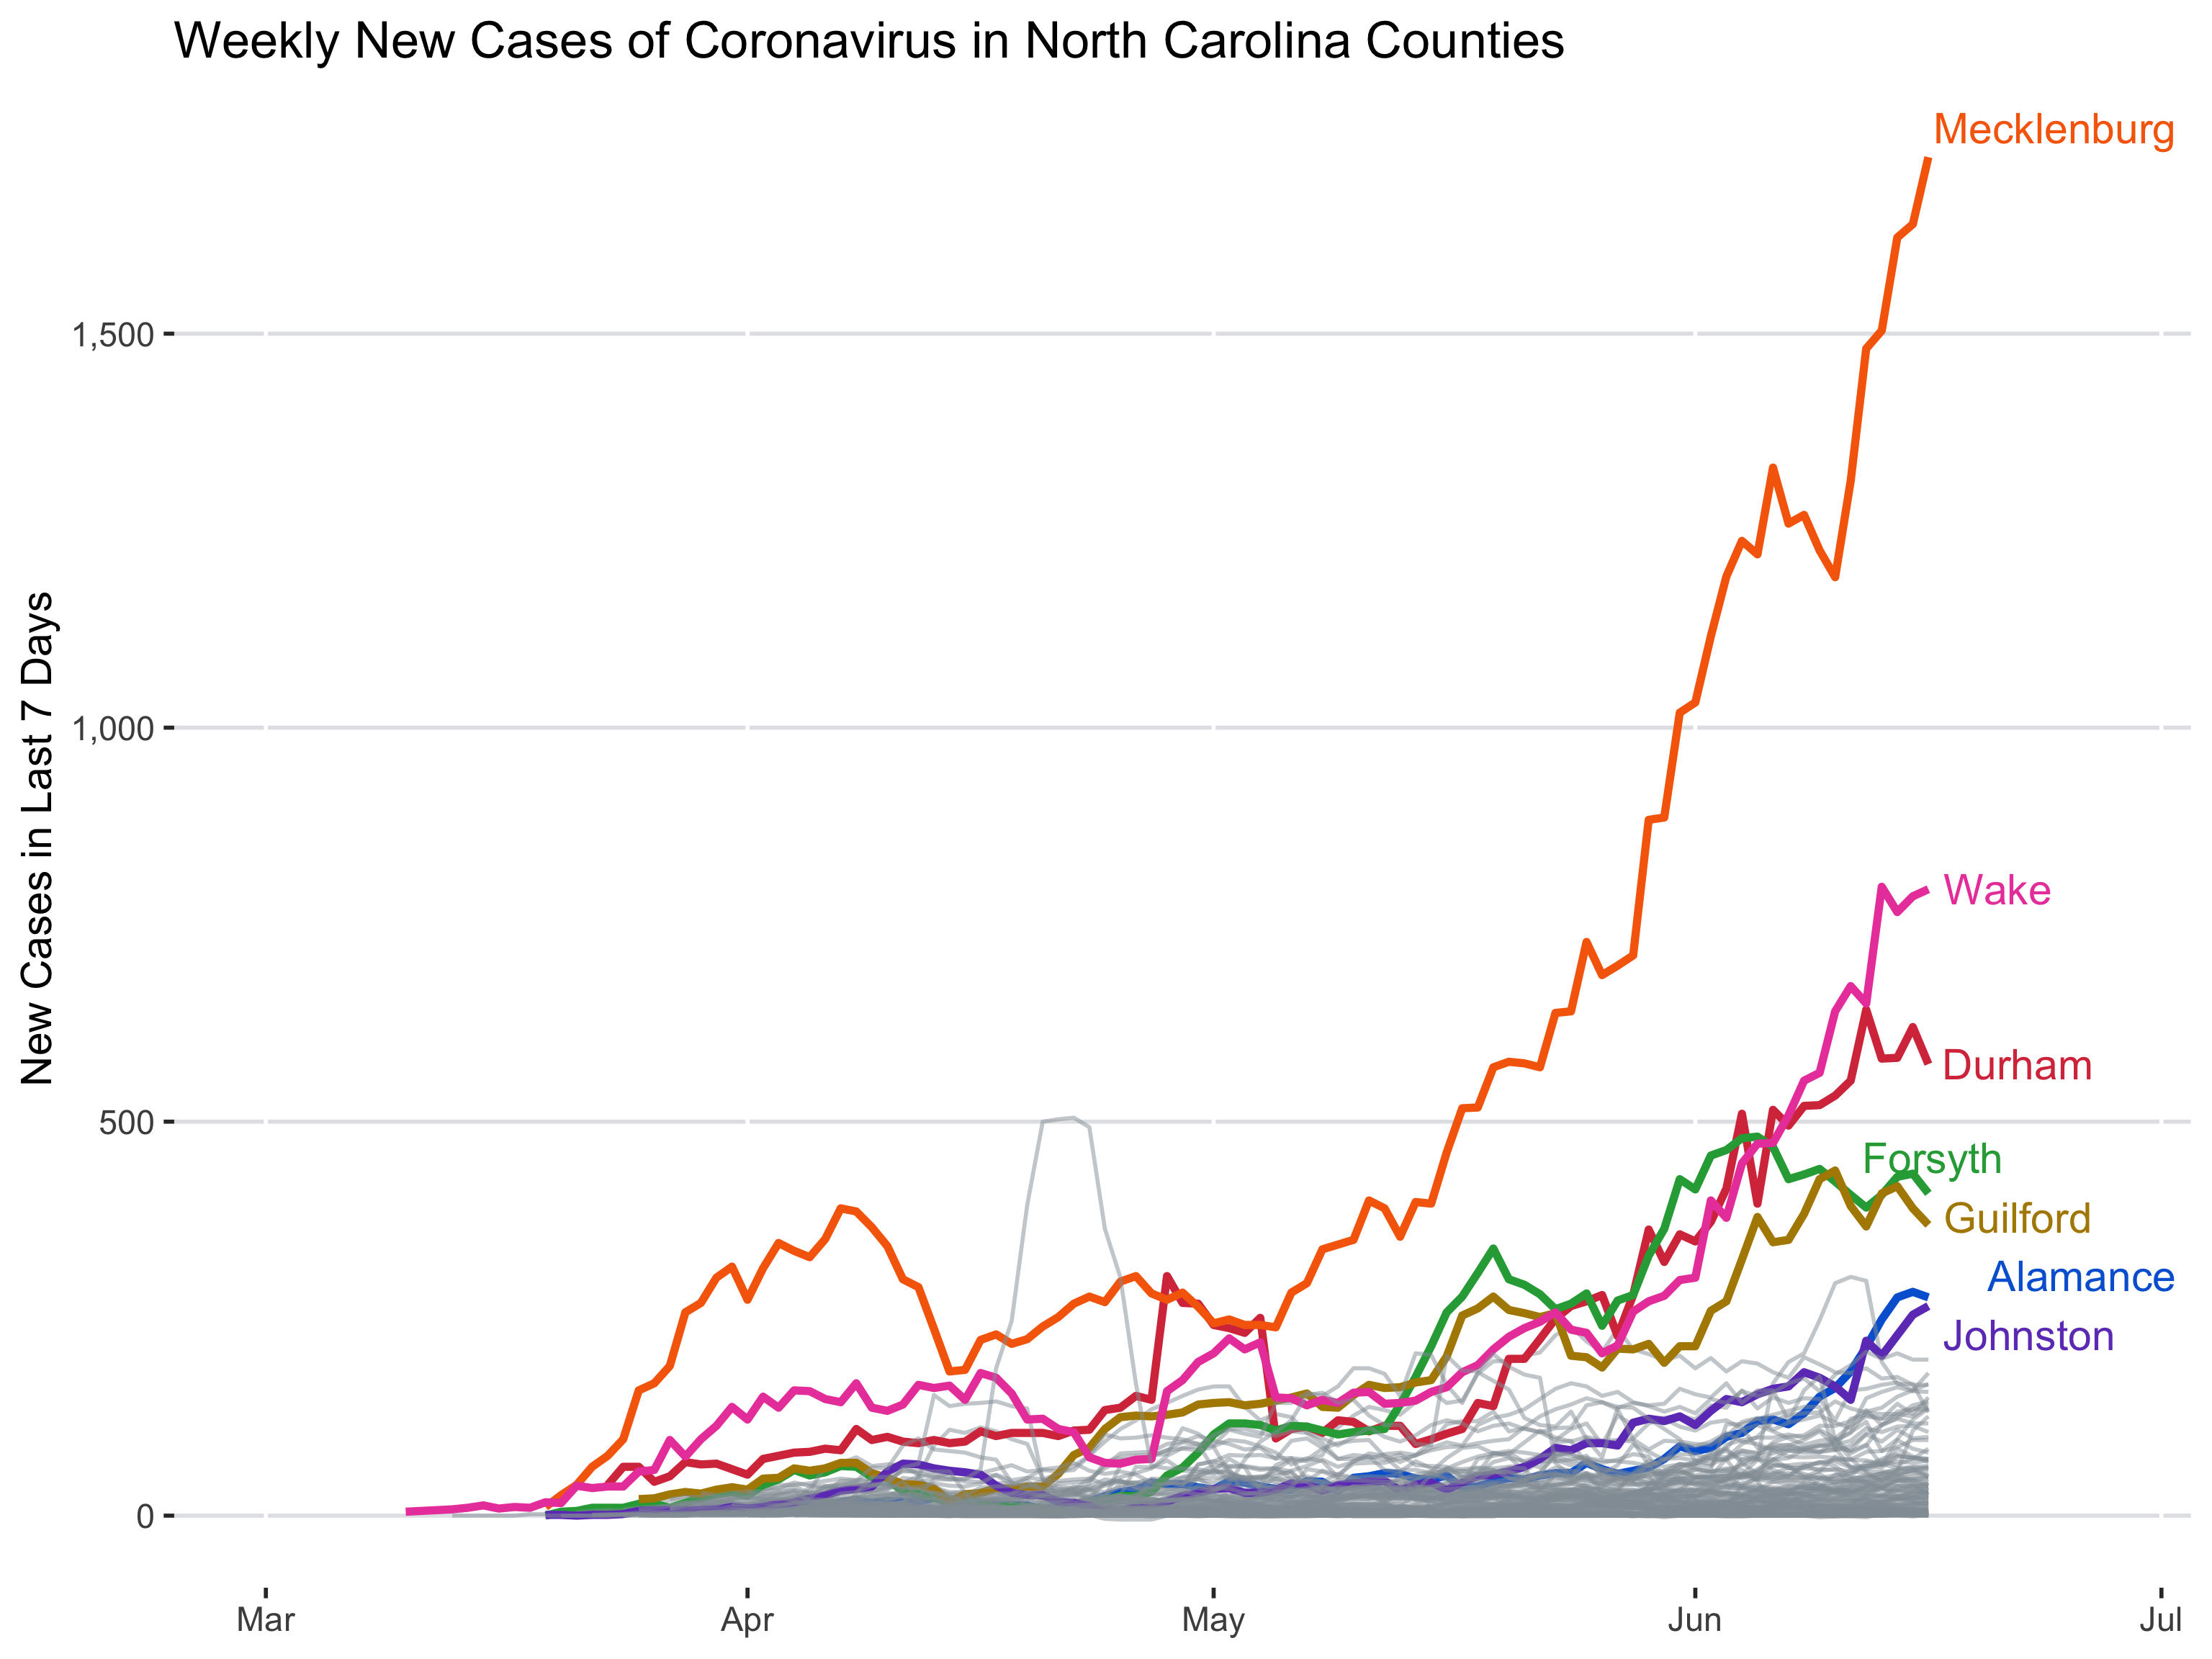 Weekly New Cases of Coronavirus in North Carolina Counties
New Cases in Last 7 Days
1,500
1,000
500
0
Mar
Apr
May
Jun
Jul
Mecklenburg
Wake
Durham
Forsyth
Guilford
Alamance
Johnston